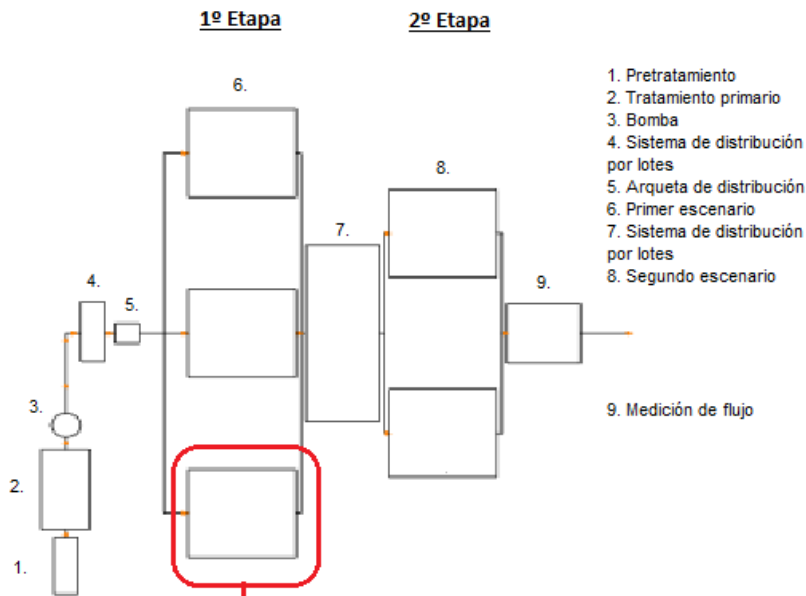 1º Etapa
2º Etapa
1. Pretratamiento
2. Tratamiento primario
3. Bomba
4. Sistema de distribución
por lotes
5. Arqueta de distribución
6. Primer escenario
7. Sistema de distribución
por lotes
8. Segundo escenario
9. Medición de flujo
6.
8.
7.
9.
4.
5.
3.
2.
1.